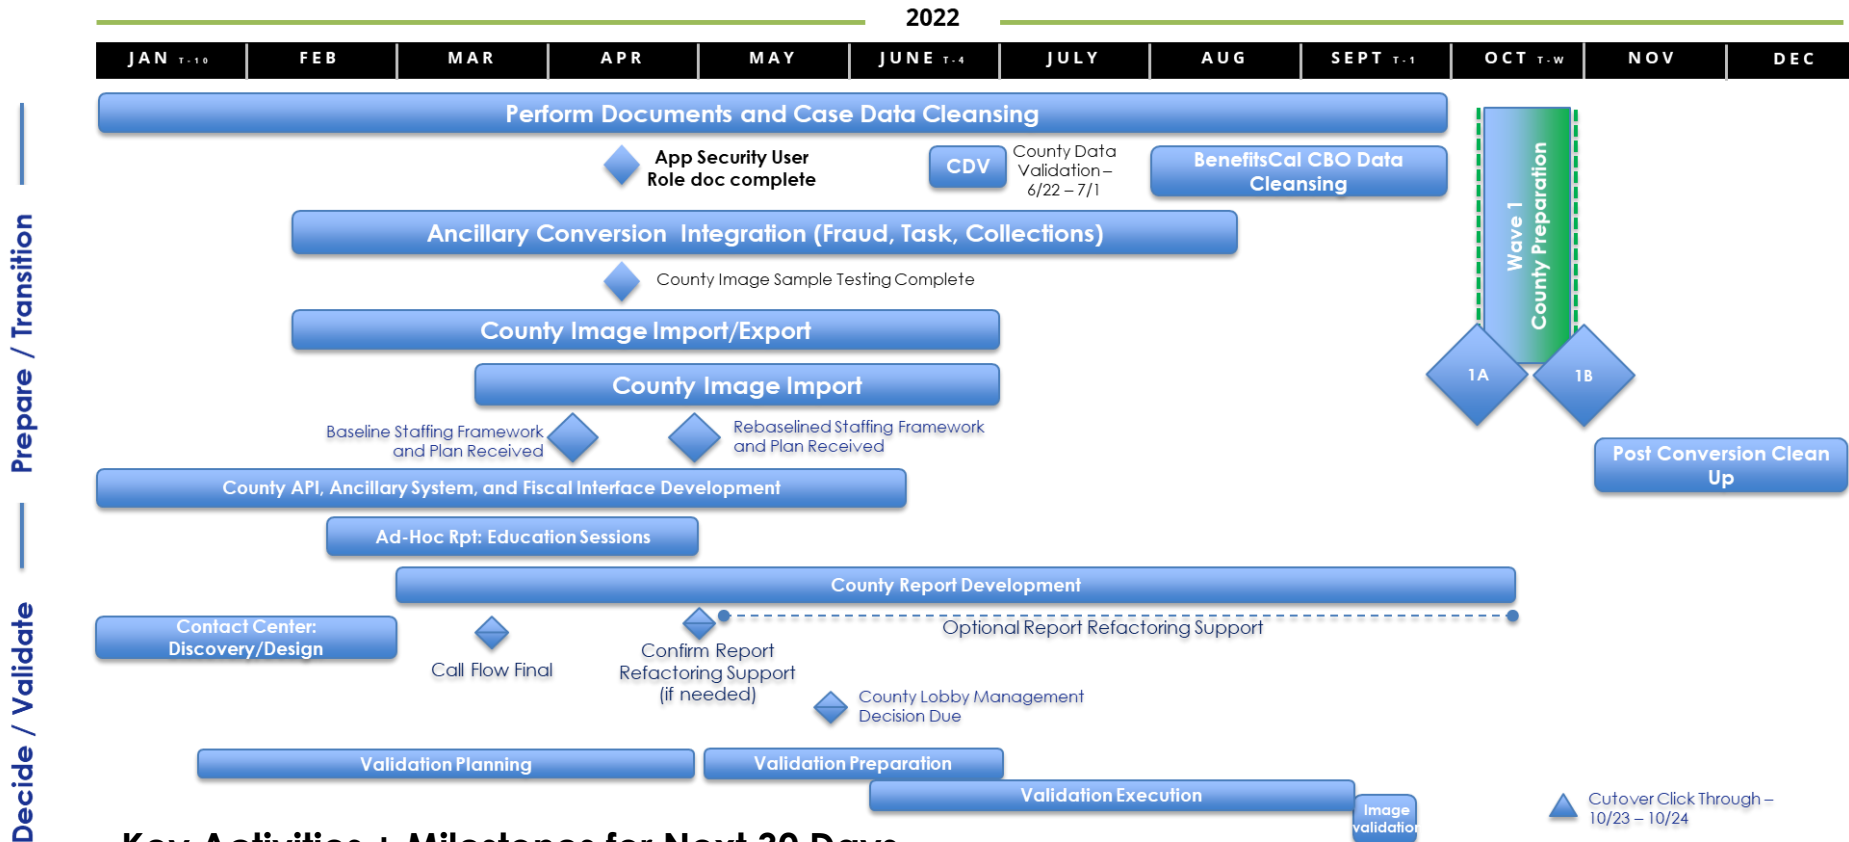 2022
JAN T-10
FEB
MAR
APR
MAY
JUNE T-4
JULY
AUG
SEPT T-1
OCT T-W
NOV
DEC
Prepare / Transition
Decide / Validate
Perform Documents and Case Data Cleansing
App Security User
Role doc complete
CDV
County Data
Validation –
6/22 – 7/1
BenefitsCal CBO Data
Cleansing
Wave 1
County Preparation
Ancillary Conversion Integration (Fraud, Task, Collections)
County Image Sample Testing Complete
County Image Import/Export
County Image Import
1A
1B
Baseline Staffing Framework
and Plan Received
Rebaselined Staffing Framework
and Plan Received
Post Conversion Clean
Up
County API, Ancillary System, and Fiscal Interface Development
Ad-Hoc Rpt: Education Sessions
County Report Development
Contact Center:
Discovery/Design
Call Flow Final
Confirm Report
Refactoring Support
(if needed)
Optional Report Refactoring Support
County Lobby Management
Decision Due
Validation Planning
Validation Preparation
Validation Execution
Image
validation
Cutover Click Through –
10/23 – 10/24
Key Activities + Milestones for Next 30 Days